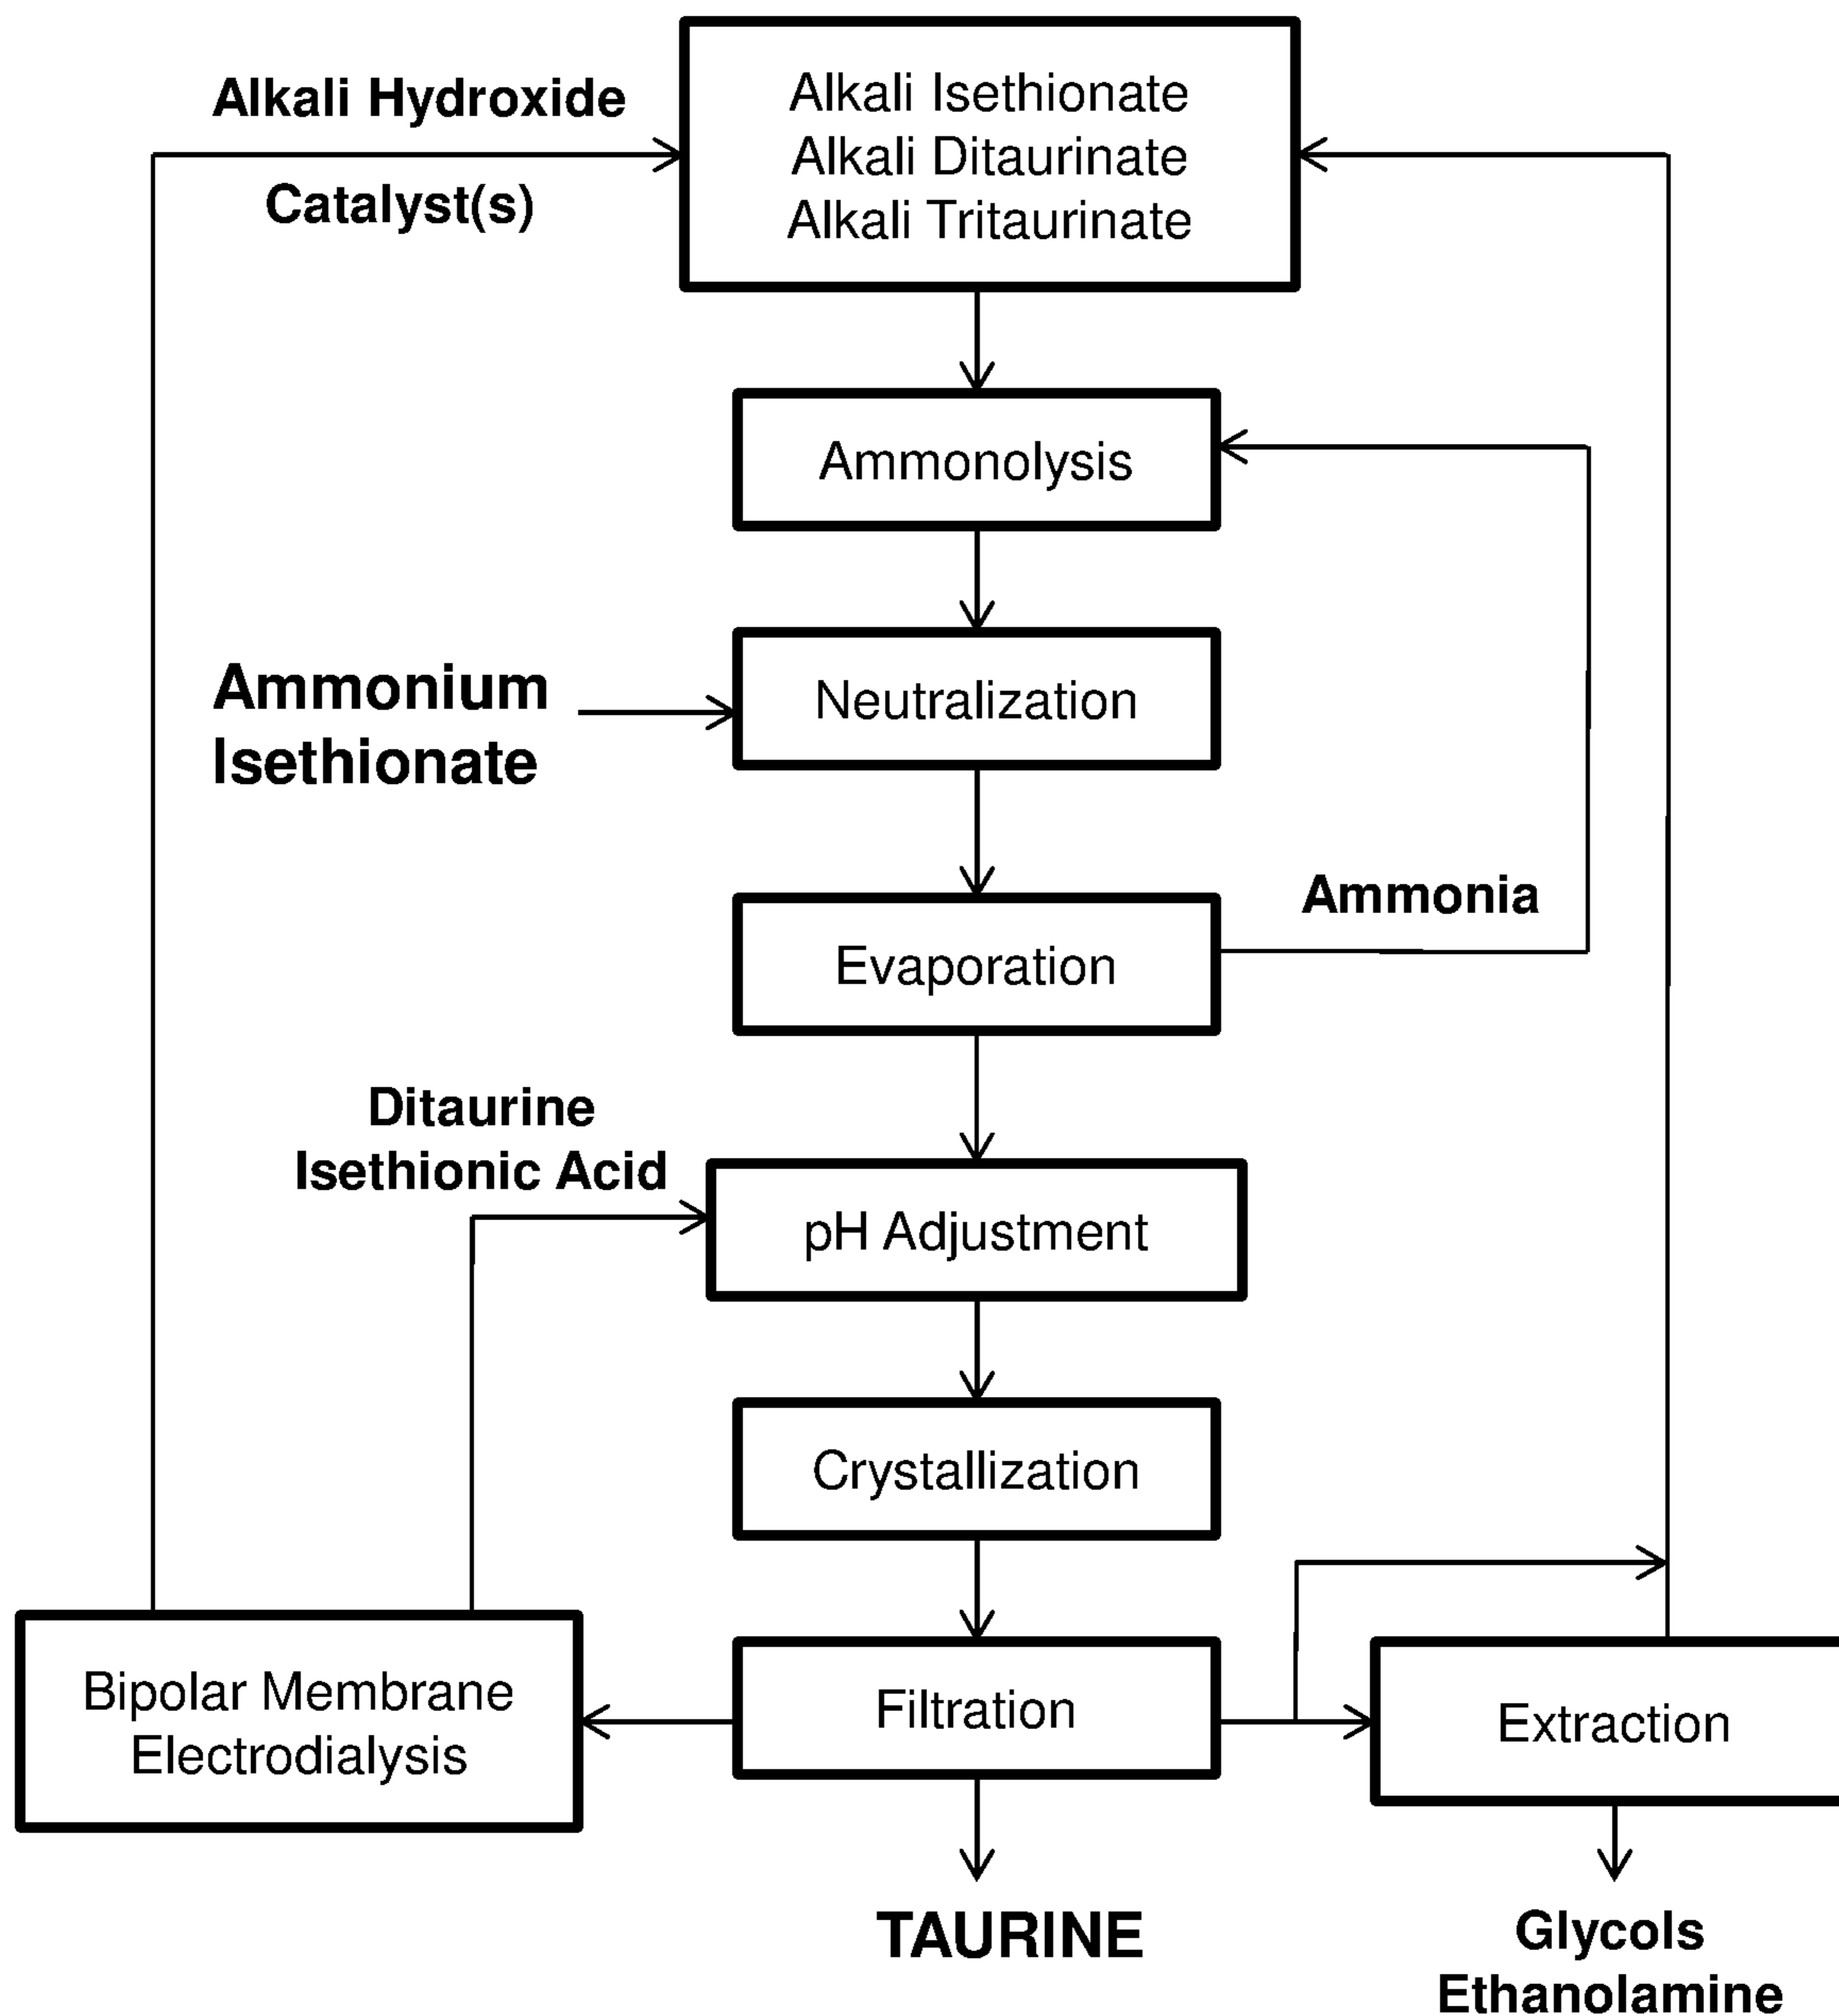 Alkali Hydroxide
Catalyst(s)
Alkali Isethionate
Alkali Ditaurinate
Alkali Tritaurinate
Ammonolysis
Ammonium
Isethionate
Neutralization
Evaporation
Ammonia
Ditaurine
Isethionic Acid
pH Adjustment
Crystallization
Bipolar Membrane
Electrodialysis
Filtration
Extraction
TAURINE
Glycols
Ethanolamine